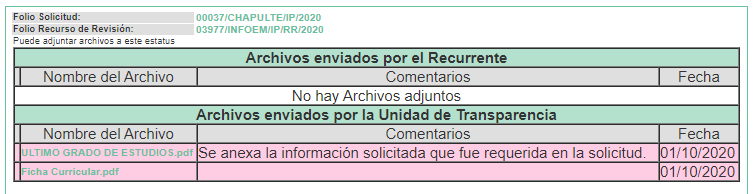 Folio Solicitud: 00037/CHAPULTE/IP/2020
Folio Recurso de Revisión: 03977/INFOEM/IP/RR/2020
Puede adjuntar archivos a este estatus
Archivos enviados por el Recurrente
Nombre del Archivo Comentarios Fecha
No hay Archivos adjuntos
Archivos enviados por la Unidad de Transparencia
Nombre del Archivo Comentarios Fecha
ULTIMO GRADO DE ESTUDIOS.pdf Se anexa la información solicitada que fue requerida en la solicitud. 01/10/2020
Ficha Curricular.pdf 01/10/2020